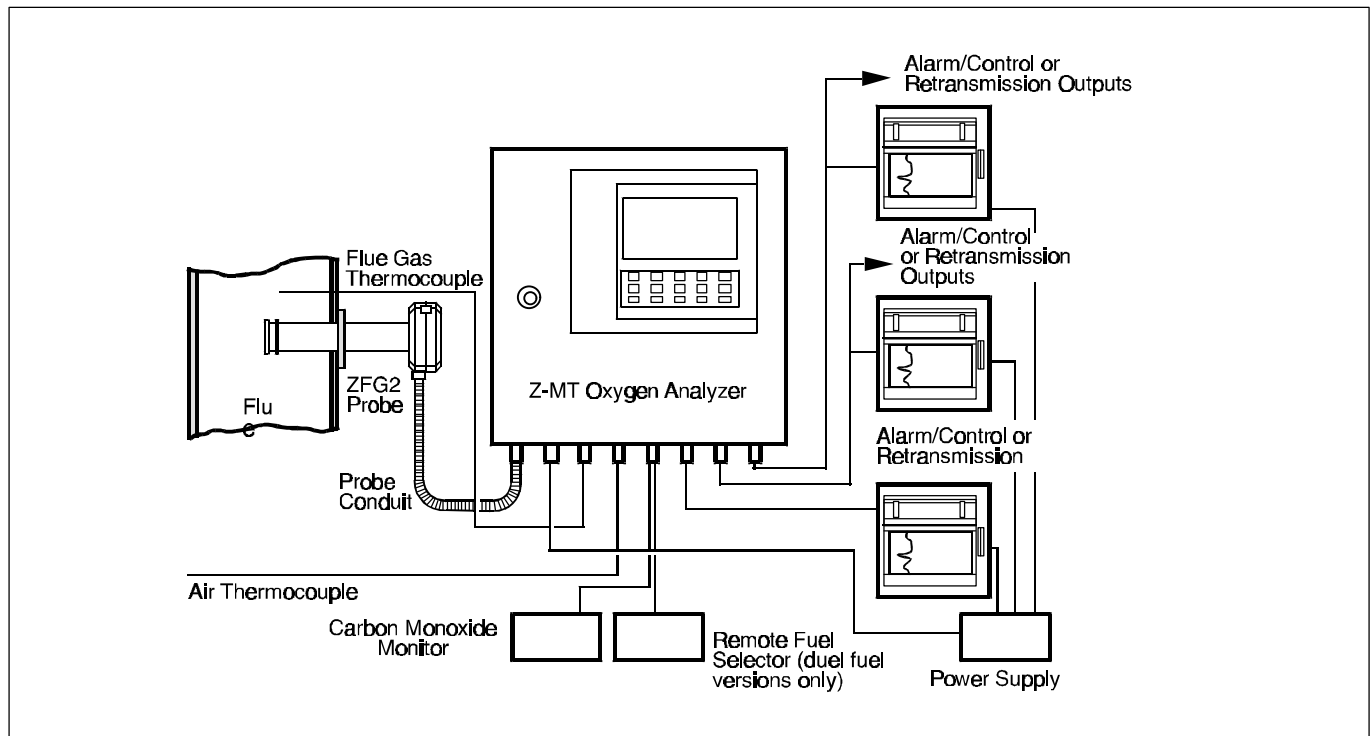 Alarm/Control or
Retransmission Outputs
Alarm/Control
or Retransmission
Outputs
Flue Gas
Thermocouple
ZFG2
Probe
Flu
e
Z-MT Oxygen Analyzer
Alarm/Control or
Retransmission
Probe
Conduit
Air Thermocouple
Carbon Monoxide
Monitor
Remote Fuel
Selector (duel fuel
versions only)
Power Supply